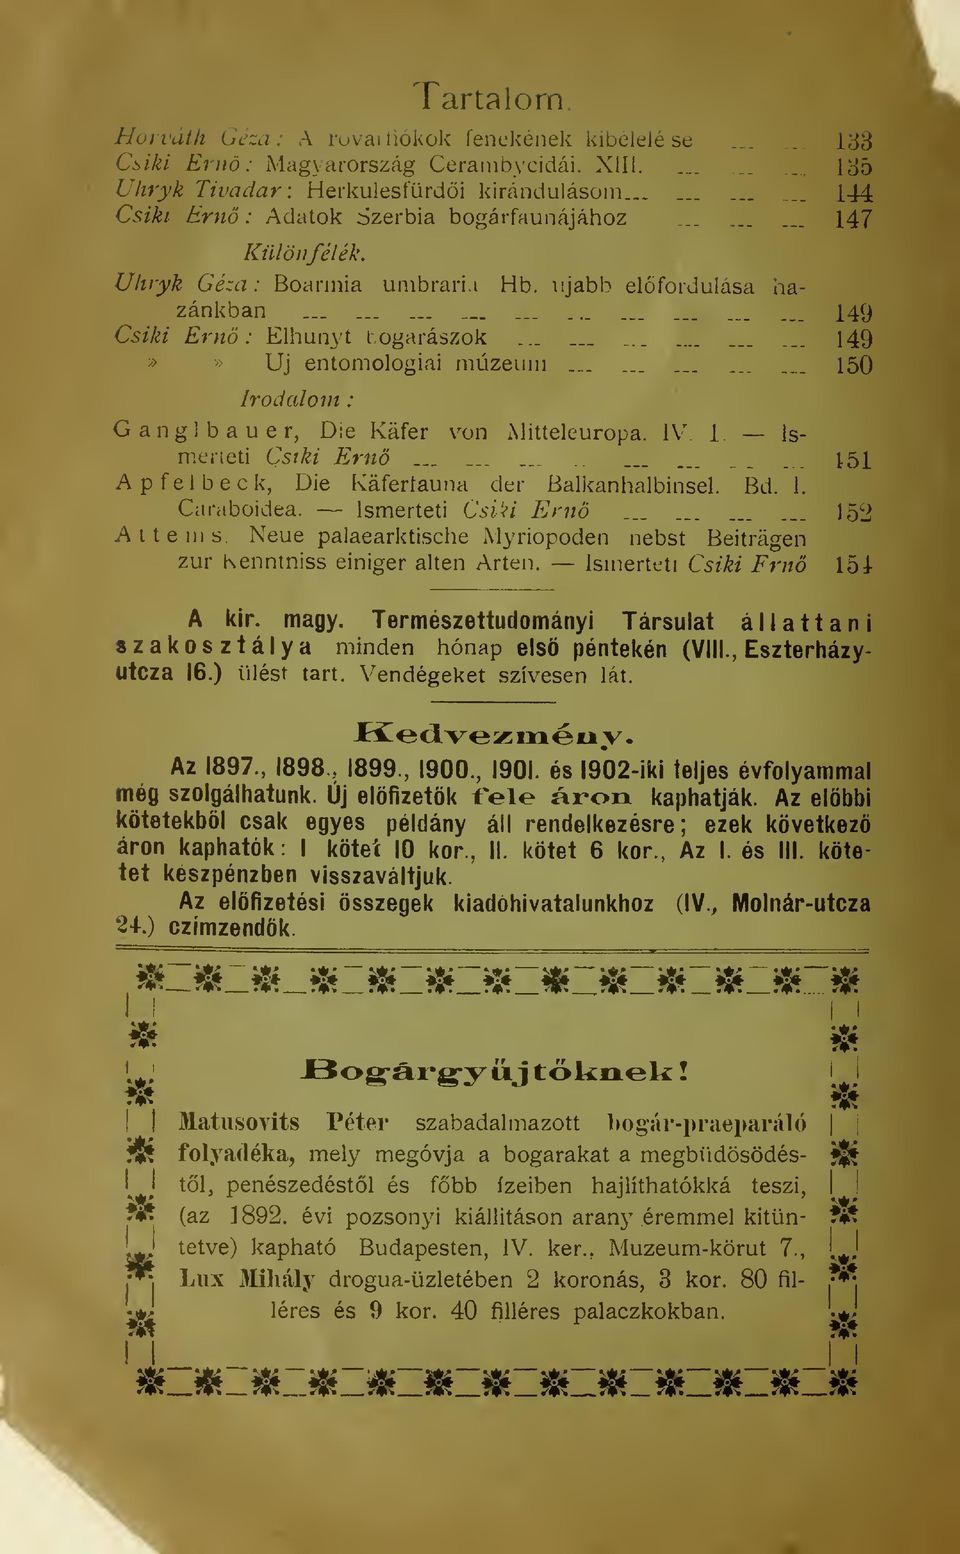 Tartalom.
Horváth Géza: A rovarfiókok fenekének kibélelése 133
Csiki Ernő: Magyarország Cerambycidái. XIII. 135
Uhryk Tivadar: Herkulesfürdői kirándulásom 144
Csiki Ernő: Adatok Szerbia bogárfaunájához 147
Különfélék.
Uhryk Géza: Boarmia umbraria Hb. ujabb előfordulása ha-
zánkban 149
Csiki Ernő: Elhunyt bogarászok 149
» » Uj entomologiai múzeum 150
Irodalom:
Ganglbauer, Die Käfer von Mitteleuropa. IV. 1. — Is-
merteti Csiki Ernő 151
Apfelbeck, Die Käferfauna der Balkanhalbinsel. Bd. I.
Caraboidea. — Ismerteti Csiki Ernő 152
Attems, Neue palaearktische Myriopoden nebst Beiträgen
zur Kenntniss einiger alten Arten. — Ismerteti Csiki Ernő 154
A kir. magy. Természettudományi Társulat állattani
szakosztálya minden hónap első péntekén (VIII., Eszterházy-
utcza 16.) ülést tart. Vendégeket szívesen lát.
Kedvezmény.
Az 1897., 1898., 1899., 1900., 1901. és 1902-iki teljes évfolyammal
még szolgálhatunk. Új előfizetők fele áron kaphatják. Az előbbi
kötetekből csak egyes példány áll rendelkezésre; ezek következő
áron kaphatók: I kötet 10 kor., II. kötet 6 kor., Az I. és III. köte-
tet készpénzben visszaváltjuk.
Az előfizetési összegek kiadóhivatalunkhoz (IV., Molnár-utcza
24.) czímzendők.
Bogárgyűjtőknek!
Matusovits Péter szabadalmazott bogár-praeparáló
folyadéka, mely megóvja a bogarakat a megbüdösödés-
től, penészedéstől és főbb ízeiben hajlíthatókká teszi,
(az 1892. évi pozsonyi kiállitáson arany éremmel kitün-
tetve) kapható Budapesten, IV. ker., Muzeum-körut 7.,
Lux Mihály drogua-üzletében 2 koronás, 3 kor. 80 fil-
léres és 9 kor. 40 filléres palaczkokban.